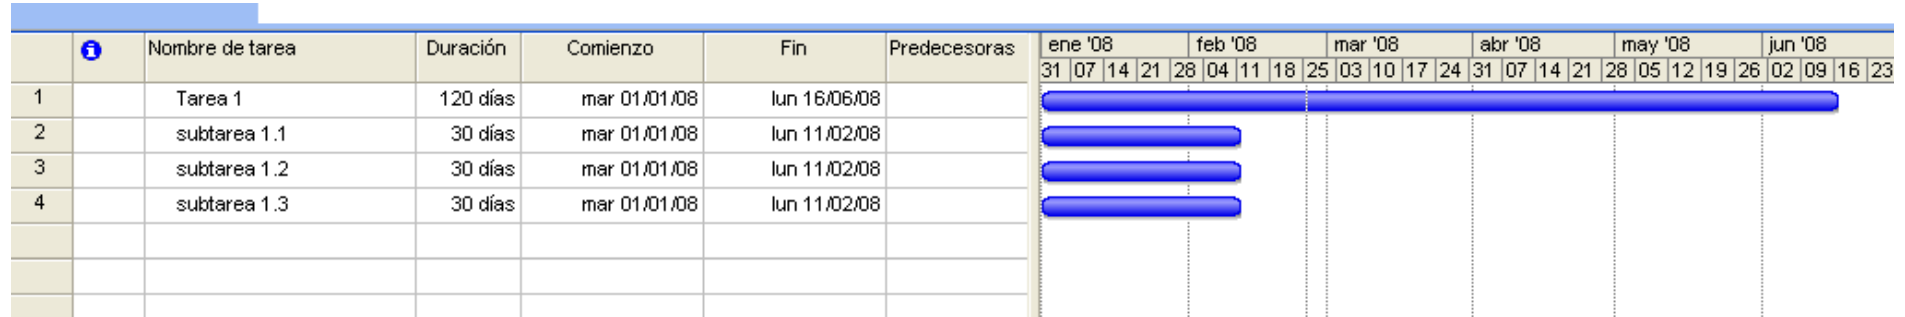 Nombre de tarea Duración Comienzo Fin Predecesoras ene '08 feb '08 mar '08 abr '08 may '08 jun '08
31 07 14 21 28 04 11 18 25 03 10 17 24 31 07 14 21 28 05 12 19 26 02 09 16 23
1 Tarea 1 120 días mar 01/01/08 lun 16/06/08
2 subtarea 1.1 30 días mar 01/01/08 lun 11/02/08
3 subtarea 1.2 30 días mar 01/01/08 lun 11/02/08
4 subtarea 1.3 30 días mar 01/01/08 lun 11/02/08